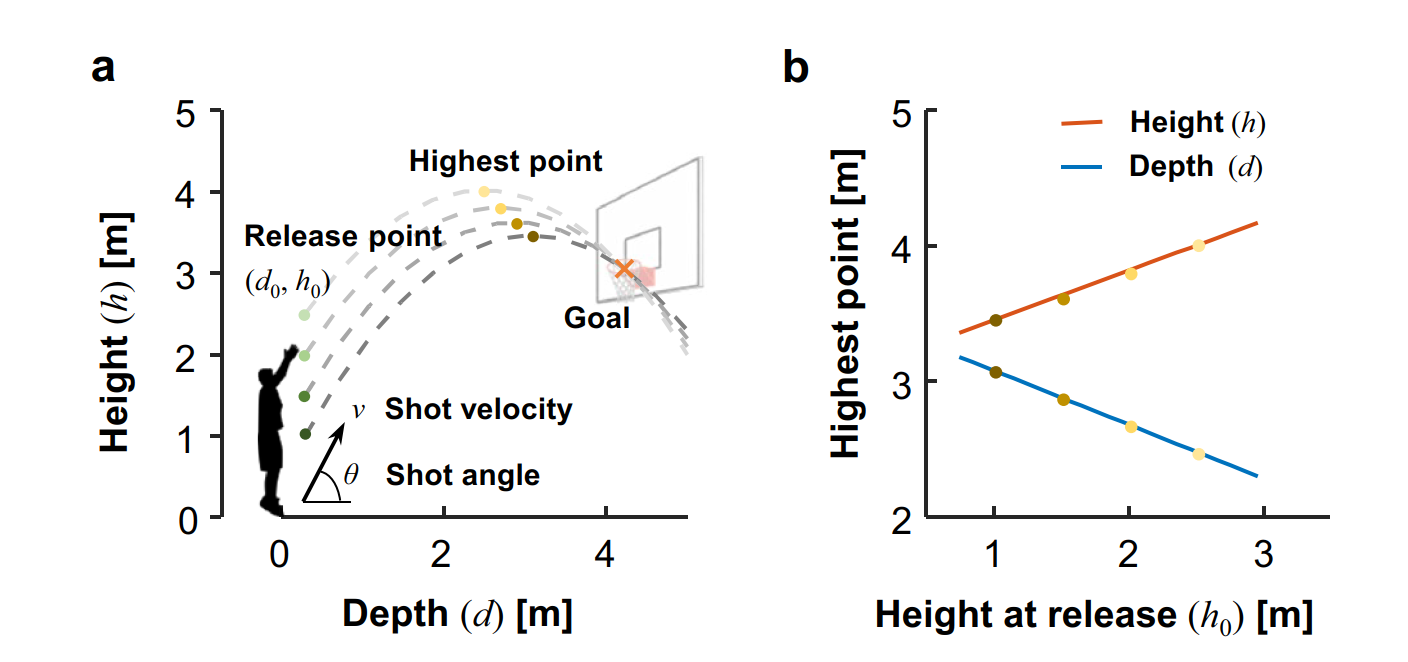 a
5
4
3
2
1
0
Height (h) [m]
Highest point
Release point
(d0, h0)
Goal
v Shot velocity
θ Shot angle
0 2 4
Depth (d) [m]
b
5
4
3
2
Highest point [m]
Height (h)
Depth (d)
1 2 3
Height at release (h0) [m]